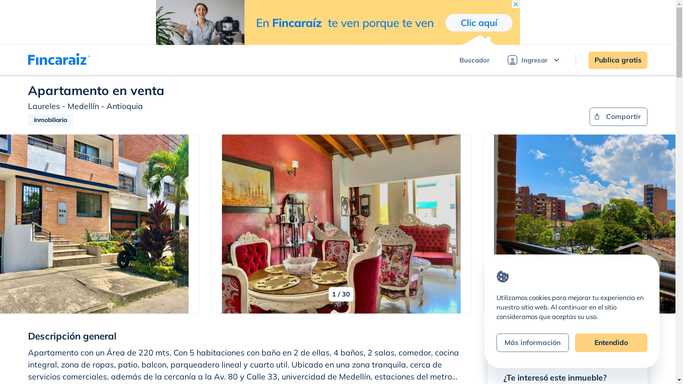 En Fincaraíz te ven porque te ven
Clic aquí
Fincaraiz
Buscador
Ingresar
Publica gratis
Apartamento en venta
Laureles - Medellín - Antioquia
Inmobiliaria
Compartir
1 / 30
Utilizamos cookies para mejorar tu experiencia en
nuestro sitio web. Al continuar en el sitio
consideramos que aceptas su uso.
Más información
Entendido
Descripción general
Apartamento con un Área de 220 mts. Con 5 habitaciones con baña en 2 de ellas, 4 baños, 2 salas, comedor, cocina
integral, zona de ropas, patio, balcon, parqueadero lineal y cuarto util. Ubicado en una zona tranquila, cerca de
servicios comerciales, además de la cercania a la Av. 80 y Calle 33, univercidad de Medellín, estaciones del metro...
¿Te interesó este inmueble?